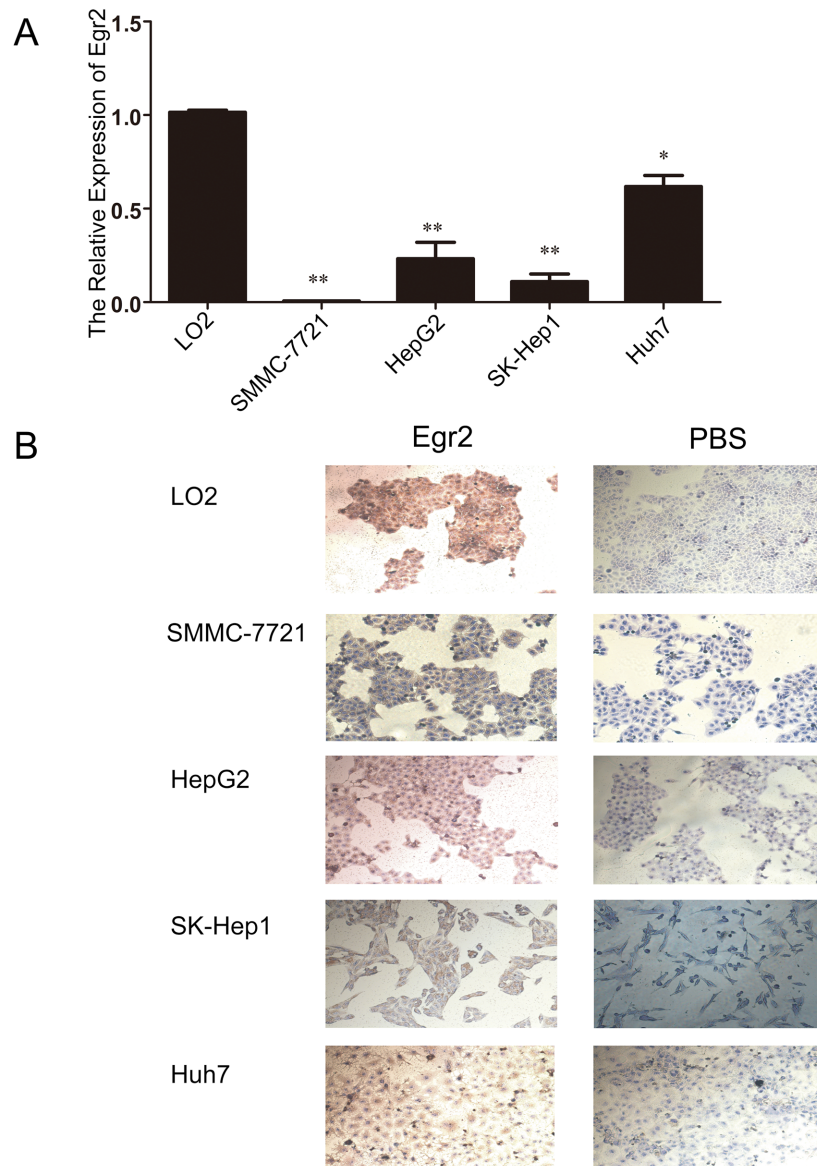 A
The Relative Expression of Egr2
1.5
1.0
0.5
0.0
**
**
**
*
LO2
SMMC-7721
HepG2
SK-Hep1
Huh7
B
Egr2 PBS
LO2
SMMC-7721
HepG2
SK-Hep1
Huh7